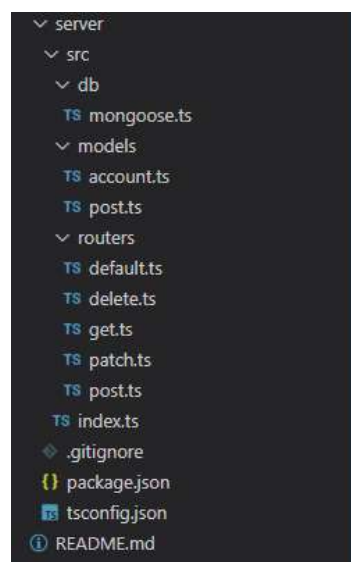 server
src
db
TS mongoose.ts
models
TS account.ts
TS post.ts
routers
TS default.ts
TS delete.ts
TS get.ts
TS patch.ts
TS post.ts
TS index.ts
.gitignore
{} package.json
TS tsconfig.json
README.md